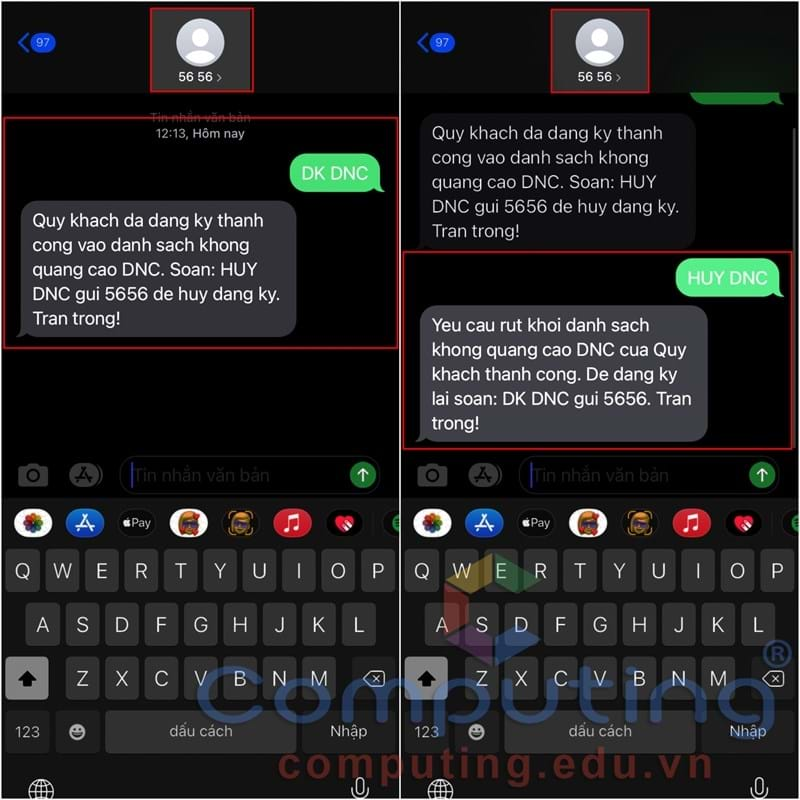 97
56 56
Tin nhắn văn bản
12:13, Hôm nay
DK DNC
Quy khach da dang ky thanh
cong vao danh sach khong
quang cao DNC. Soan: HUY
DNC gui 5656 de huy dang ky.
Tran trong!
Tin nhắn văn bản
Pay
Q W E R T Y U I O P
A S D F G H J K L
Z X C V B N M
123
dấu cách
Nhập
97
56 56
Quy khach da dang ky thanh
cong vao danh sach khong
quang cao DNC. Soan: HUY
DNC gui 5656 de huy dang ky.
Tran trong!
HUY DNC
Yeu cau rut khoi danh sach
khong quang cao DNC cua Quy
khach thanh cong. De dang ky
lai soan: DK DNC gui 5656. Tran
trong!
Tin nhắn văn bản
Pay
Q W E R T Y U I O P
A S D F G H J K L
Z X C V B N M
123
dấu cách
Nhập
Computing®
computing.edu.vn